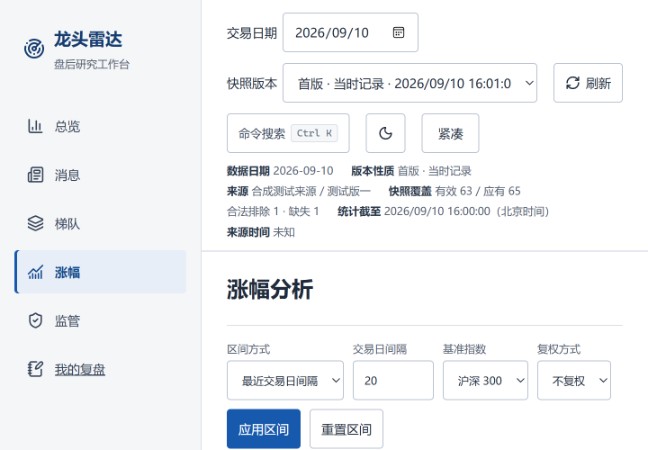 龙头雷达
盘后研究工作台
总览
消息
梯队
涨幅
监管
我的复盘
交易日期 2026/09/10
快照版本 首版 · 当时记录 · 2026/09/10 16:01:0 刷新
命令搜索 Ctrl K 紧凑
数据日期 2026-09-10 版本性质 首版 · 当时记录
来源 合成测试来源 / 测试版一 快照覆盖 有效 63 / 应有 65
合法排除 1 · 缺失 1 统计截至 2026/09/10 16:00:00（北京时间）
来源时间 未知
涨幅分析
区间方式 交易日间隔 基准指数 复权方式
最近交易日间隔 20 沪深 300 不复权
应用区间 重置区间